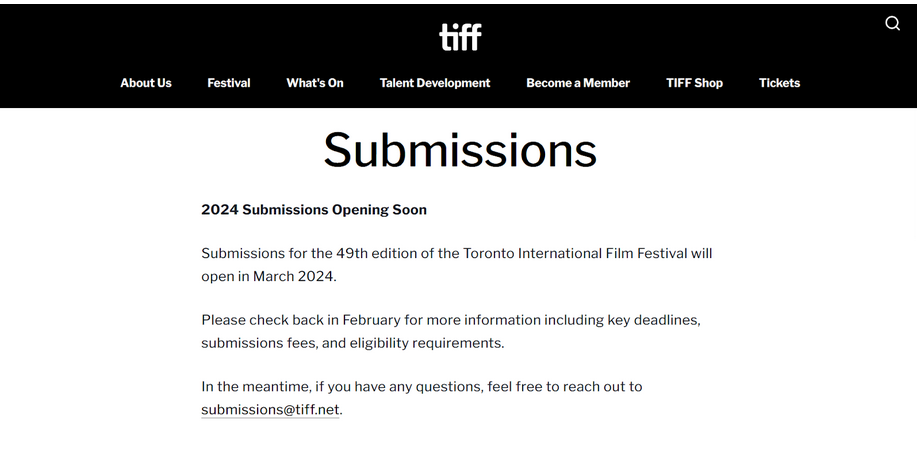 tiff
About Us Festival What's On Talent Development Become a Member TIFF Shop Tickets
Submissions
2024 Submissions Opening Soon
Submissions for the 49th edition of the Toronto International Film Festival will
open in March 2024.
Please check back in February for more information including key deadlines,
submissions fees, and eligibility requirements.
In the meantime, if you have any questions, feel free to reach out to
submissions@tiff.net.